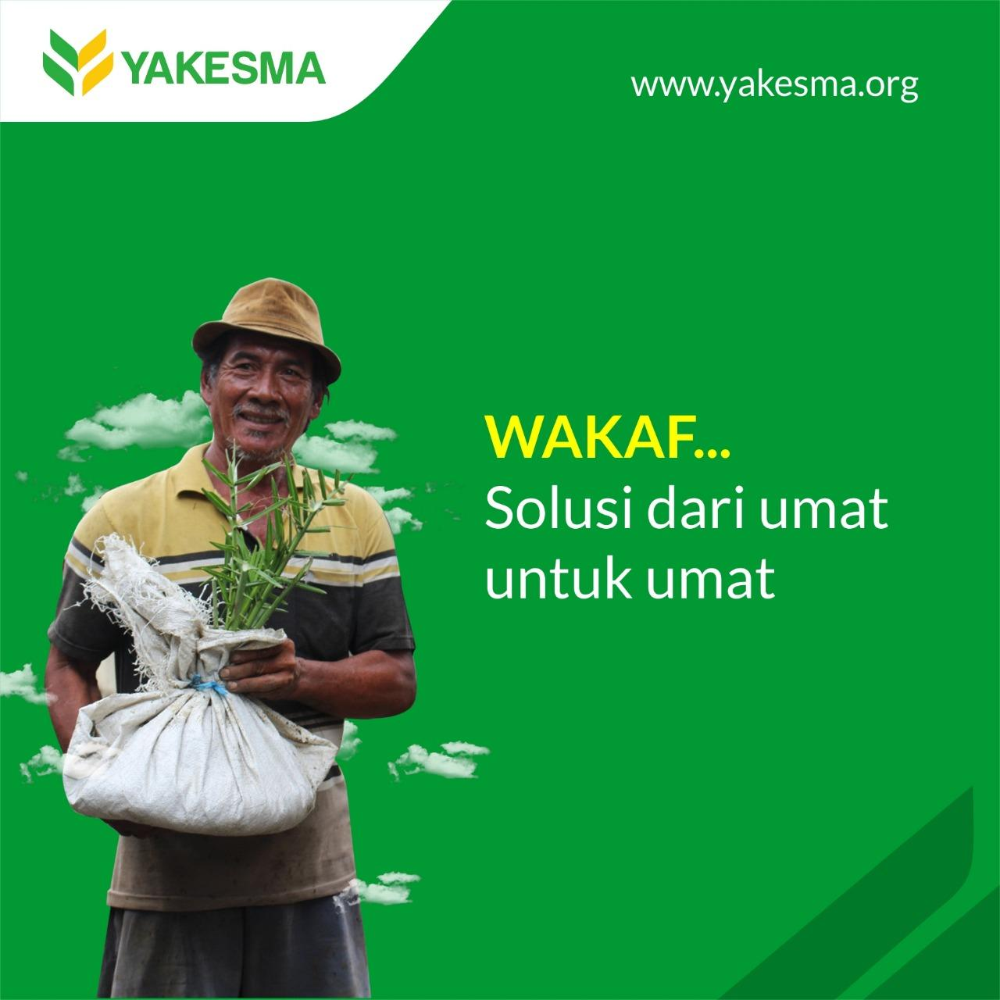 YAKESMA
www.yakesma.org
WAKAF...
Solusi dari umat
untuk umat